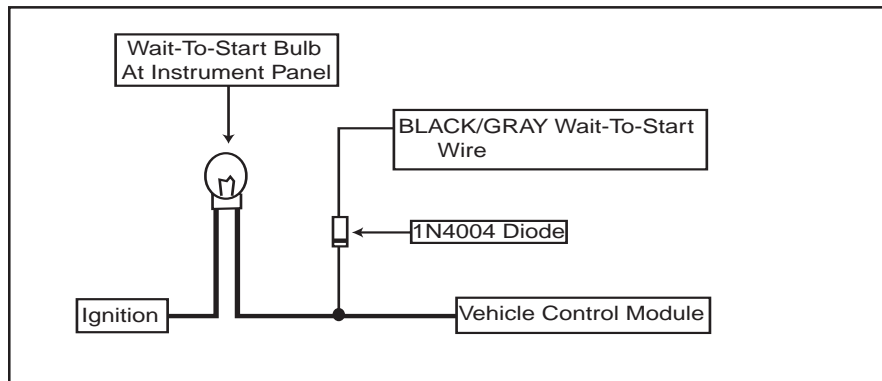 Wait-To-Start Bulb
At Instrument Panel
BLACK/GRAY Wait-To-Start
Wire
1N4004 Diode
Ignition
Vehicle Control Module